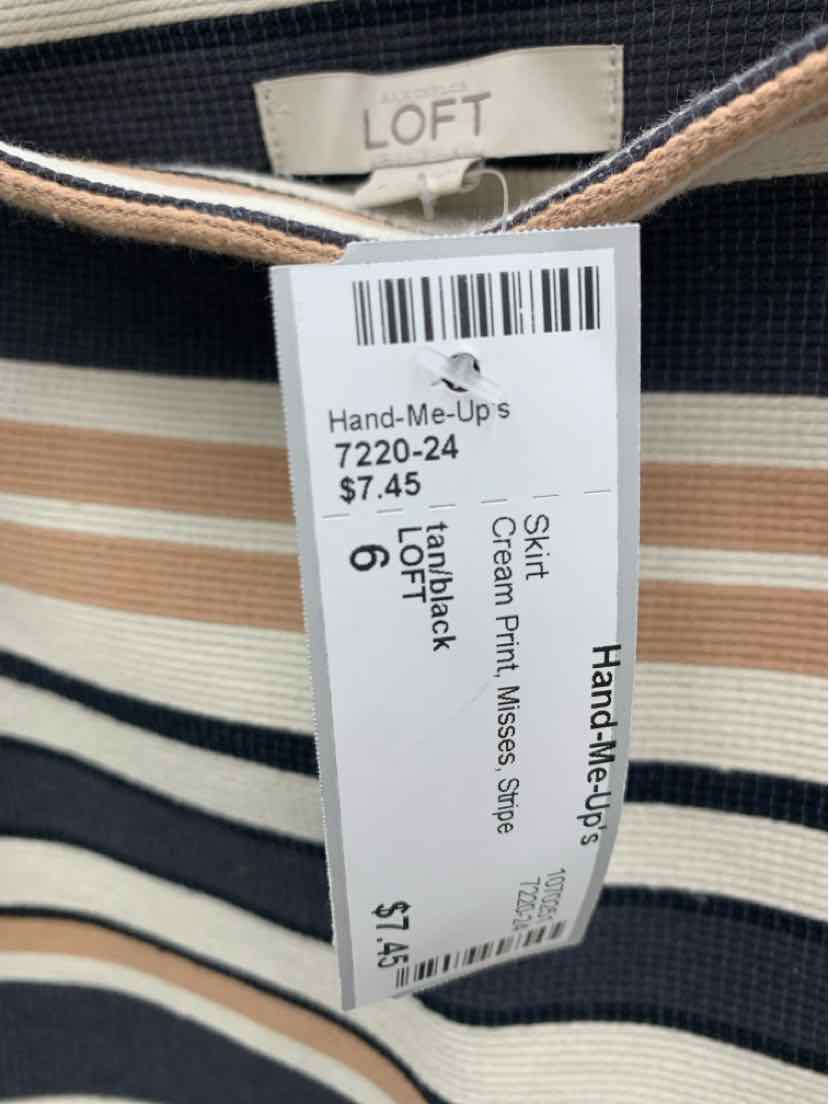 LOFT
Hand-Me-Up's
7220-24
$7.45
Hand-Me-Up's
Skirt
Cream Print, Misses, Stripe
tan/black
LOFT
6
1070051
7220-24
$7.45